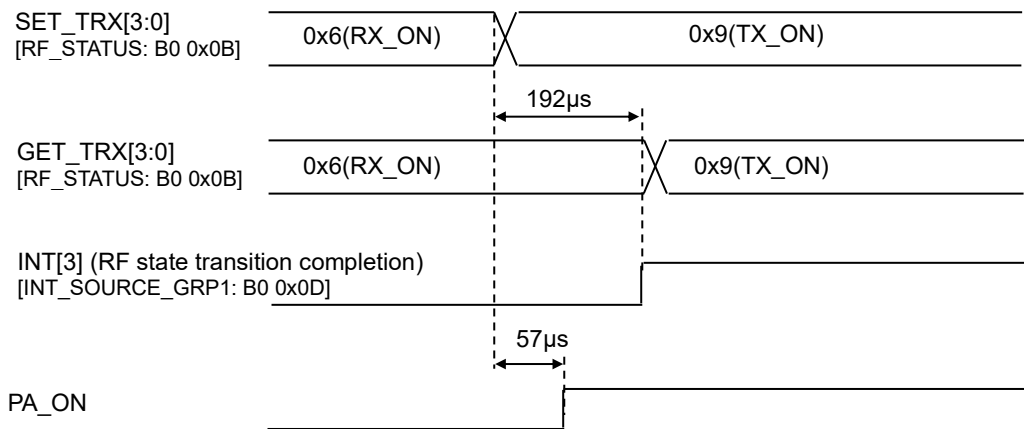 SET_TRX[3:0]
[RF_STATUS: B0 0x0B]
0x6(RX_ON)
0x9(TX_ON)
192µs
GET_TRX[3:0]
[RF_STATUS: B0 0x0B]
0x6(RX_ON)
0x9(TX_ON)
INT[3] (RF state transition completion)
[INT_SOURCE_GRP1: B0 0x0D]
57µs
PA_ON